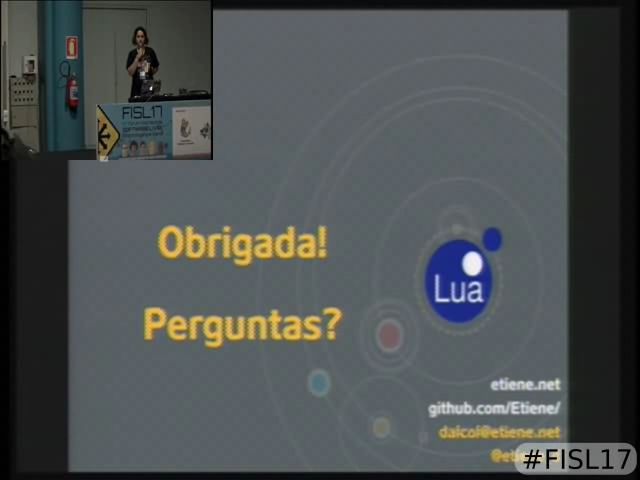 FISL17
Obrigada!
Perguntas?
Lua
etiene.net
github.com/Etiene/
dalcol@etiene.net
#FISL17